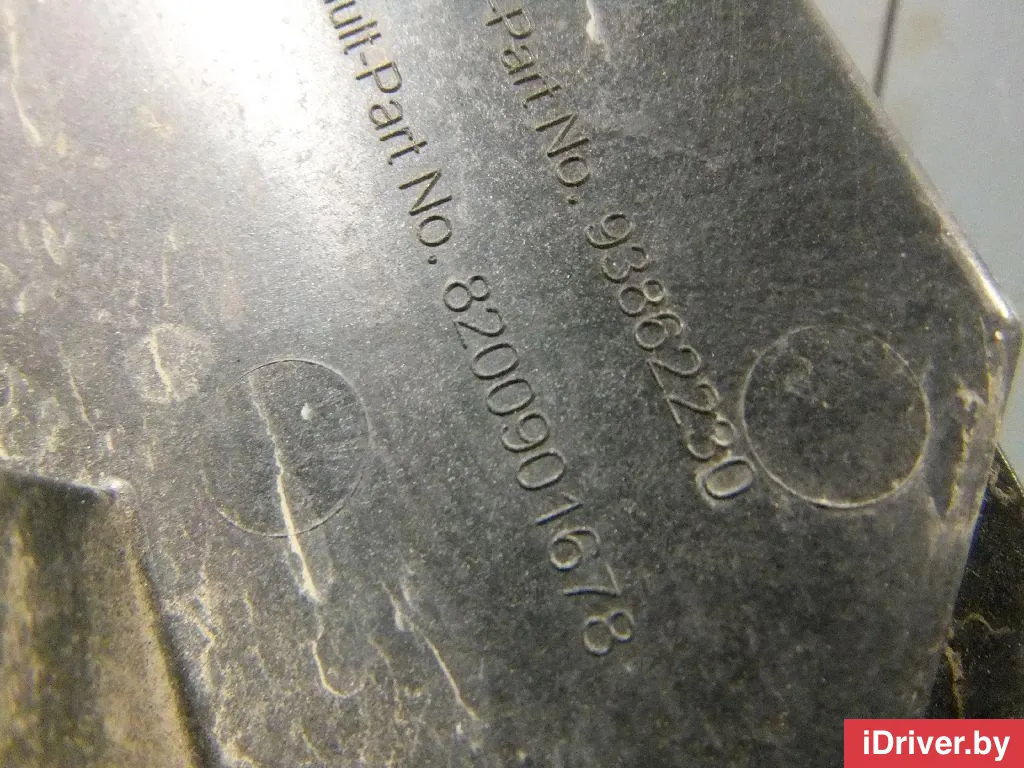 -Part No. 93862230
ult-Part No. 8200901678
iDriver.by